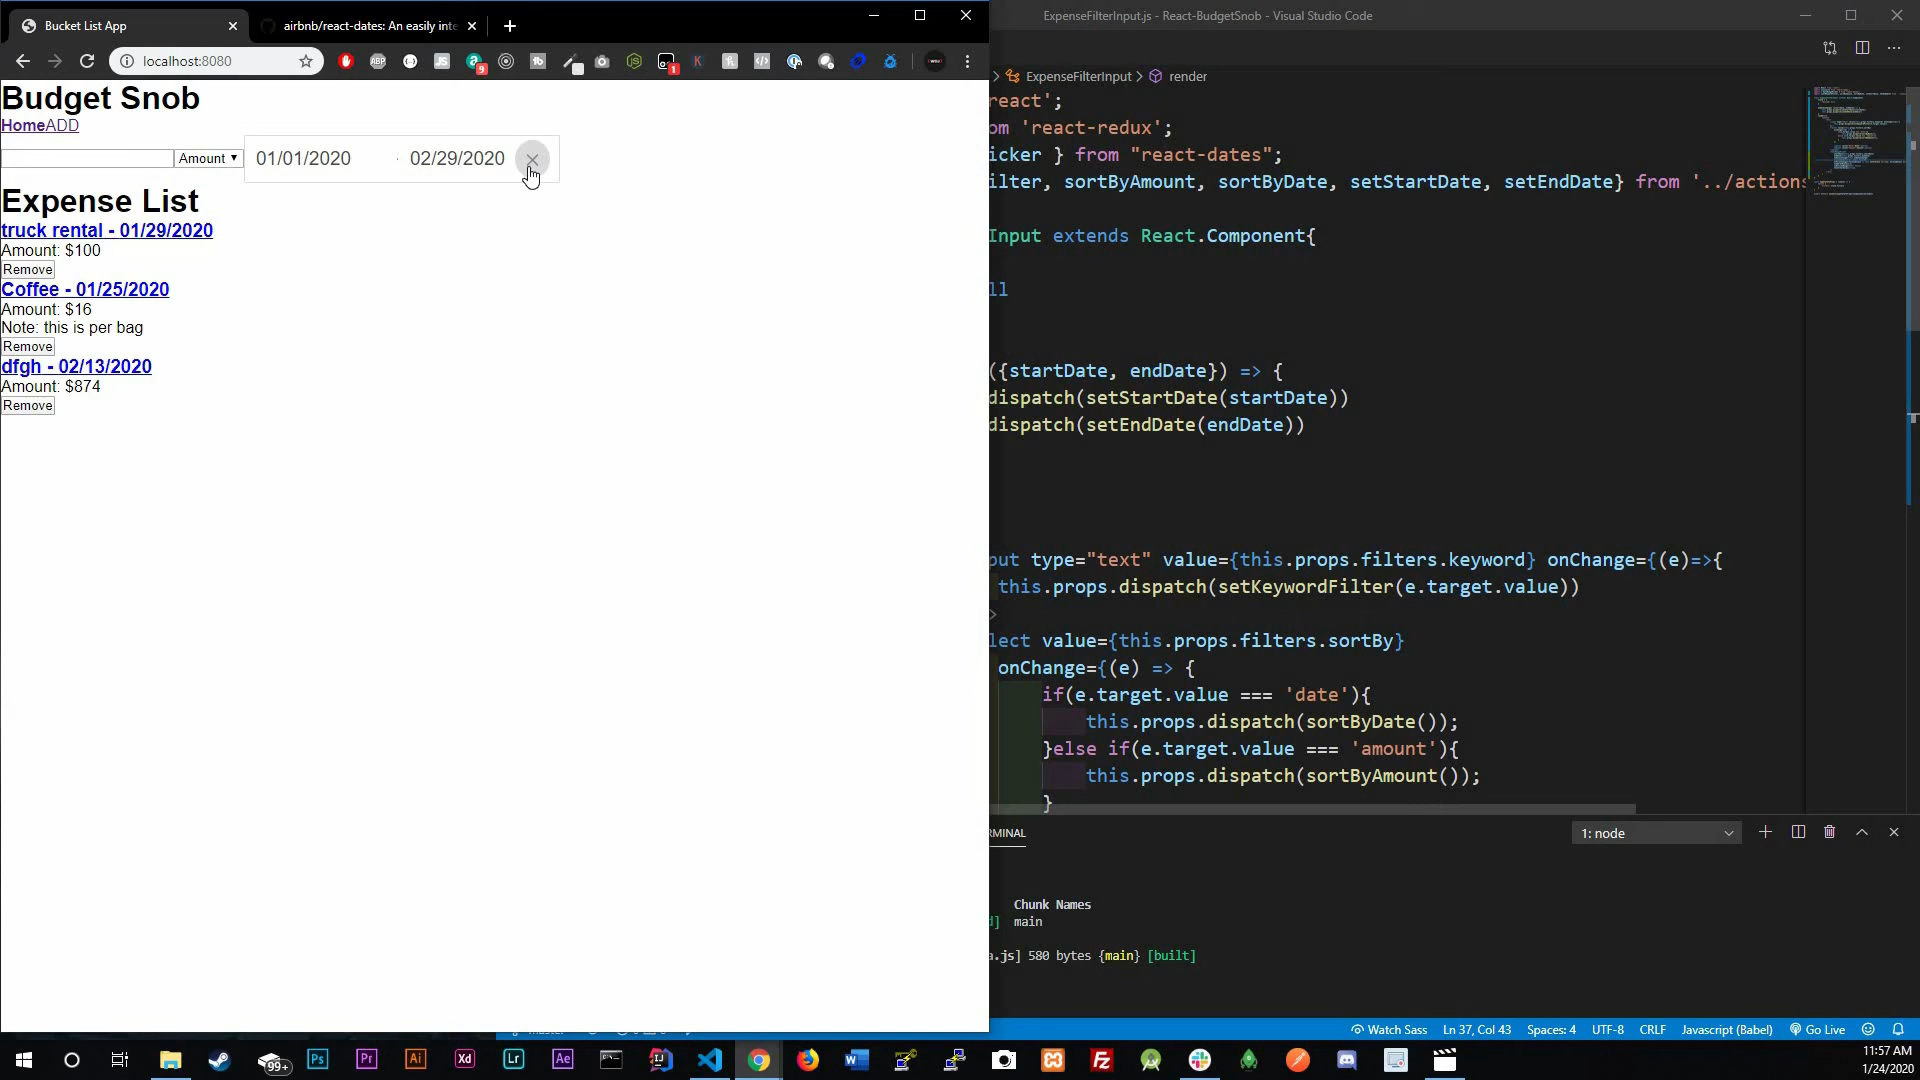 Bucket List App
airbnb/react-dates: An easily inte
localhost:8080
Budget Snob
HomeADD
Amount
01/01/2020
02/29/2020
Expense List
truck rental - 01/29/2020
Amount: $100
Remove
Coffee - 01/25/2020
Amount: $16
Note: this is per bag
Remove
dfgh - 02/13/2020
Amount: $874
Remove
ExpenseFilterInput.js - React-BudgetSnob - Visual Studio Code
ExpenseFilterInput > render
react';
om 'react-redux';
icker } from "react-dates";
ilter, sortByAmount, sortByDate, setStartDate, setEndDate} from '../actions
Input extends React.Component{
ll
({startDate, endDate}) => {
dispatch(setStartDate(startDate))
dispatch(setEndDate(endDate))
put type="text" value={this.props.filters.keyword} onChange={(e)=>{
this.props.dispatch(setKeywordFilter(e.target.value))
>
lect value={this.props.filters.sortBy}
onChange={(e) => {
if(e.target.value === 'date'){
this.props.dispatch(sortByDate());
}else if(e.target.value === 'amount'){
this.props.dispatch(sortByAmount());
}
RMINAL
1: node
Chunk Names
d] main
a.js] 580 bytes {main} [built]
Watch Sass
Ln 37, Col 43
Spaces: 4
UTF-8
CRLF
Javascript (Babel)
Go Live
99+
Ps
Pr
Ai
Xd
Lr
Ae
11:57 AM
1/24/2020